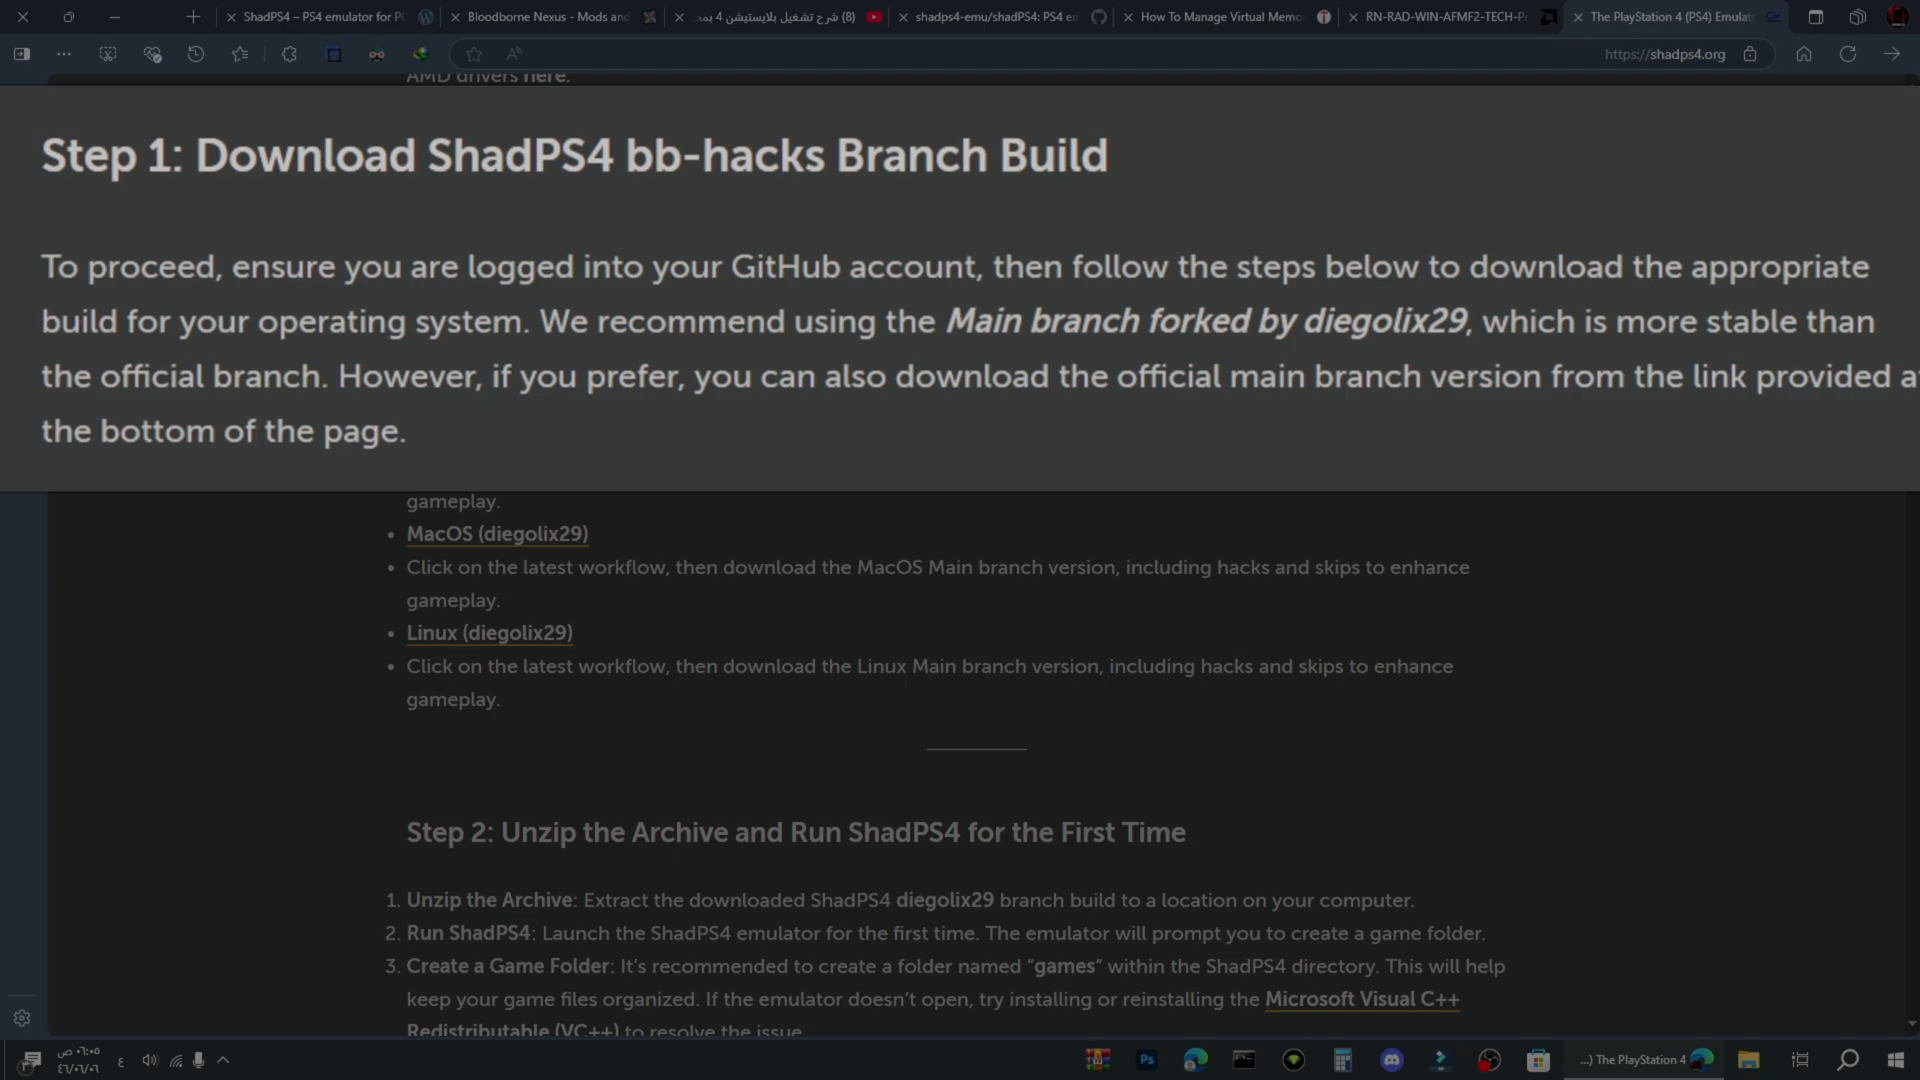 ShadPS4 – PS4 emulator for PC
Bloodborne Nexus - Mods and
(8) شرح تشغيل بلايستيشن 4 بمح
shadps4-emu/shadPS4: PS4 em
How To Manage Virtual Memo
RN-RAD-WIN-AFMF2-TECH-P
The PlayStation 4 (PS4) Emulat
https://shadps4.org
AMD drivers here.
Step 1: Download ShadPS4 bb-hacks Branch Build
To proceed, ensure you are logged into your GitHub account, then follow the steps below to download the appropriate
build for your operating system. We recommend using the Main branch forked by diegolix29, which is more stable than
the official branch. However, if you prefer, you can also download the official main branch version from the link provided at
the bottom of the page.
gameplay.
• MacOS (diegolix29)
• Click on the latest workflow, then download the MacOS Main branch version, including hacks and skips to enhance
gameplay.
• Linux (diegolix29)
• Click on the latest workflow, then download the Linux Main branch version, including hacks and skips to enhance
gameplay.
Step 2: Unzip the Archive and Run ShadPS4 for the First Time
1. Unzip the Archive: Extract the downloaded ShadPS4 diegolix29 branch build to a location on your computer.
2. Run ShadPS4: Launch the ShadPS4 emulator for the first time. The emulator will prompt you to create a game folder.
3. Create a Game Folder: It's recommended to create a folder named "games" within the ShadPS4 directory. This will help
keep your game files organized. If the emulator doesn't open, try installing or reinstalling the Microsoft Visual C++
Redistributable (VC++) to resolve the issue.
٠٦:٠٥ ص
٤٦/٠٦/٠٦
ع
Ps
...) The PlayStation 4